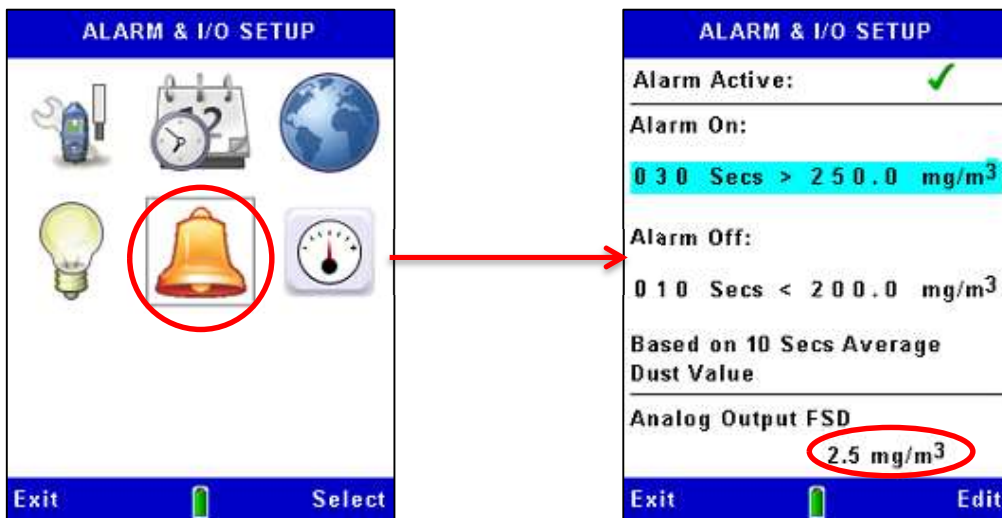 ALARM & I/O SETUP
12
Exit Select
ALARM & I/O SETUP
Alarm Active:
Alarm On:
030 Secs > 250.0 mg/m³
Alarm Off:
010 Secs < 200.0 mg/m³
Based on 10 Secs Average
Dust Value
Analog Output FSD
2.5 mg/m³
Exit Edit